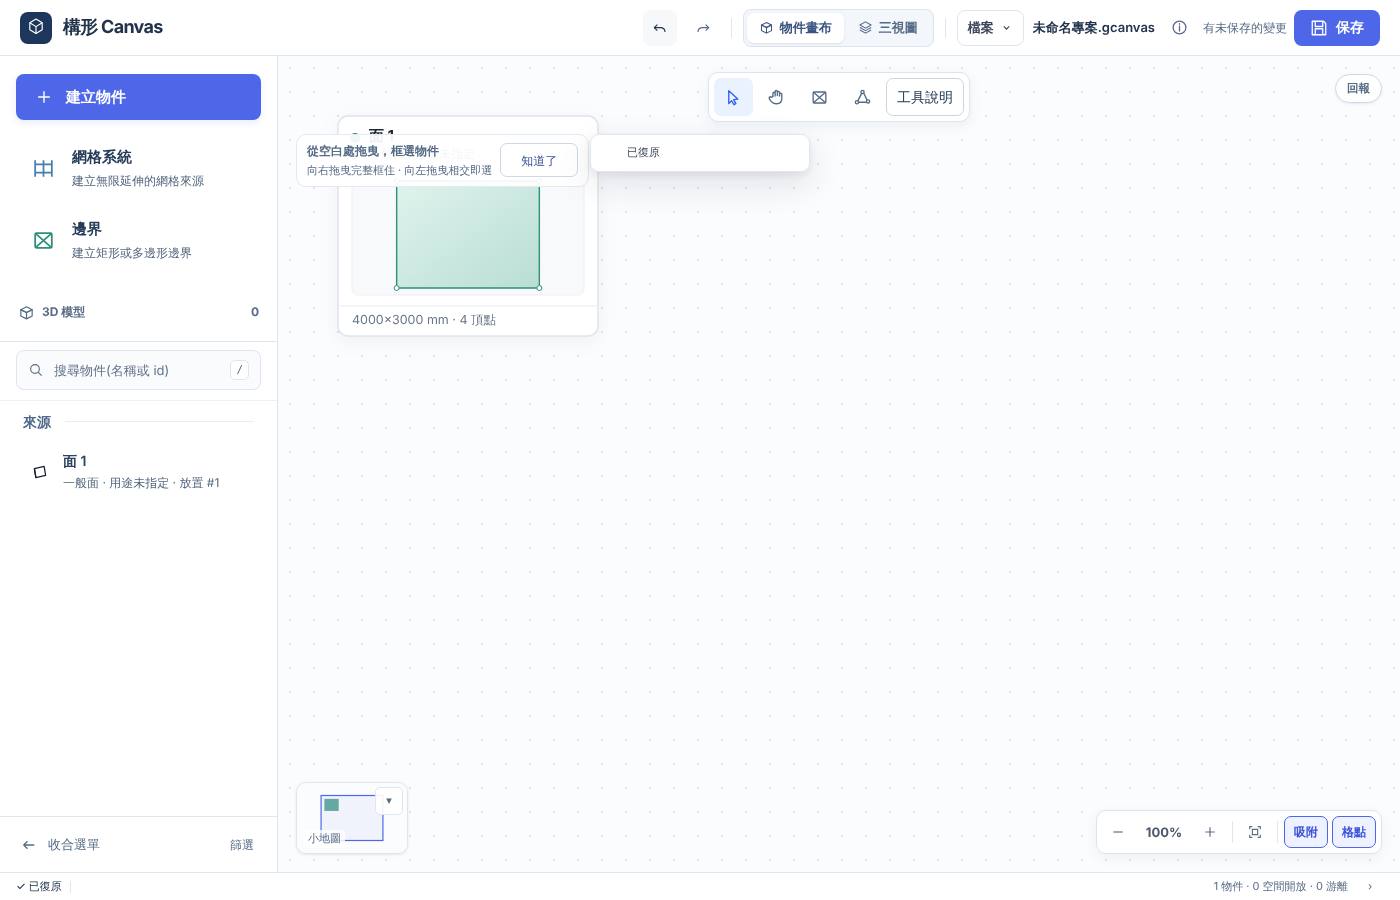 構形 Canvas
物件畫布
三視圖
檔案
未命名專案.gcanvas
有未保存的變更
保存
建立物件
網格系統
建立無限延伸的網格來源
邊界
建立矩形或多邊形邊界
3D 模型
0
搜尋物件(名稱或 id)
/
來源
面 1
一般面 · 用途未指定 · 放置 #1
收合選單
篩選
工具說明
回報
面 1
從空白處拖曳，框選物件
向右拖曳完整框住 · 向左拖曳相交即選
知道了
已復原
4000×3000 mm · 4 頂點
小地圖
100%
吸附
格點
已復原
1 物件 · 0 空間開放 · 0 游離